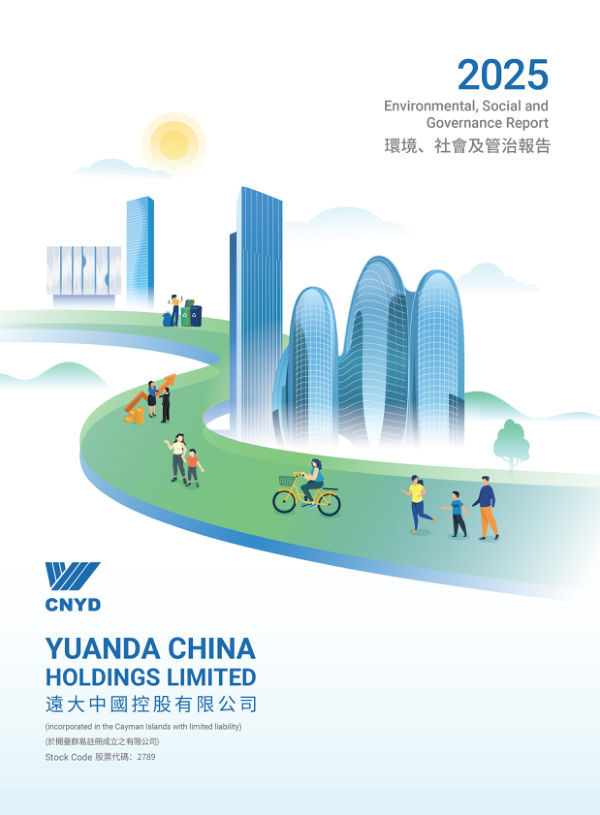 2025
Environmental, Social and
Governance Report
環境、社會及管治報告
CNYD
YUANDA CHINA
HOLDINGS LIMITED
遠大中國控股有限公司
(incorporated in the Cayman Islands with limited liability)
(於開曼群島註冊成立之有限公司)
Stock Code 股票代碼：2789